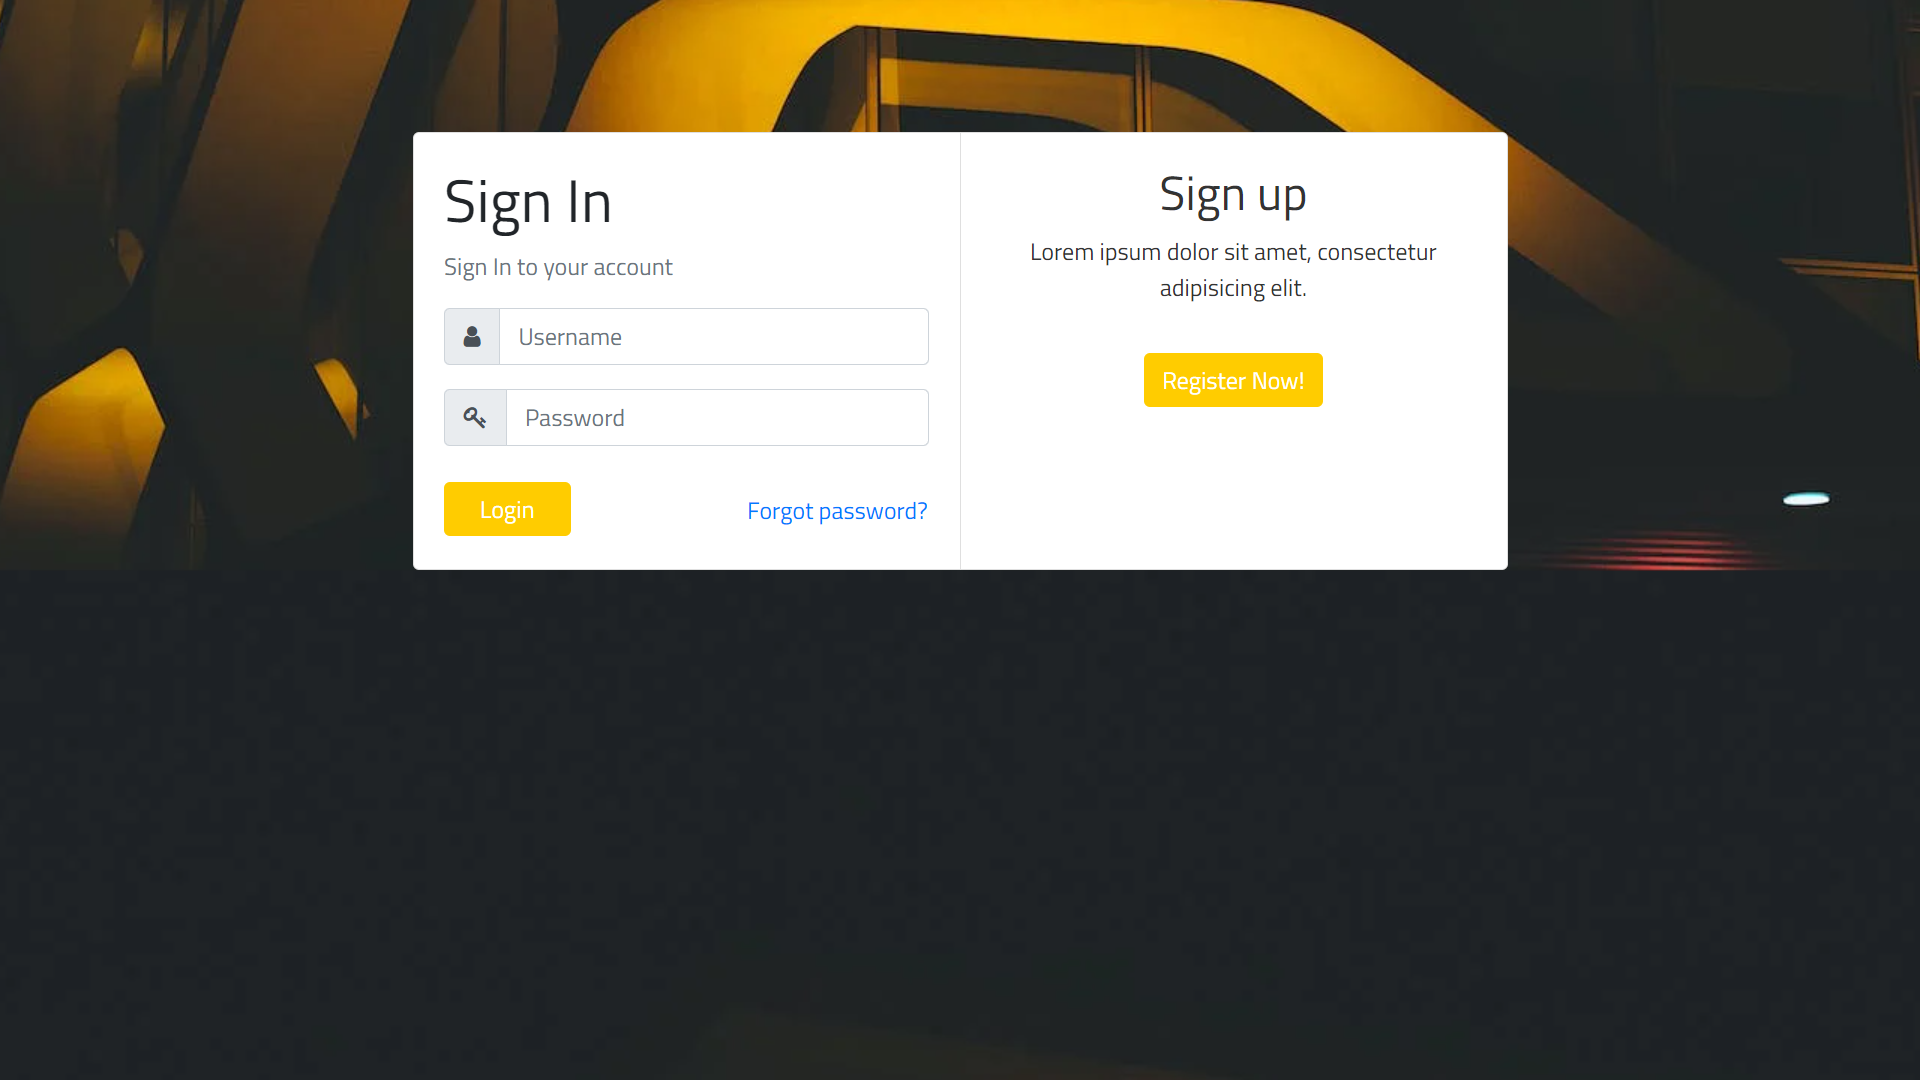 Sign In
Sign In to your account
Username
Password
Login
Forgot password?
Sign up
Lorem ipsum dolor sit amet, consectetur
adipisicing elit.
Register Now!